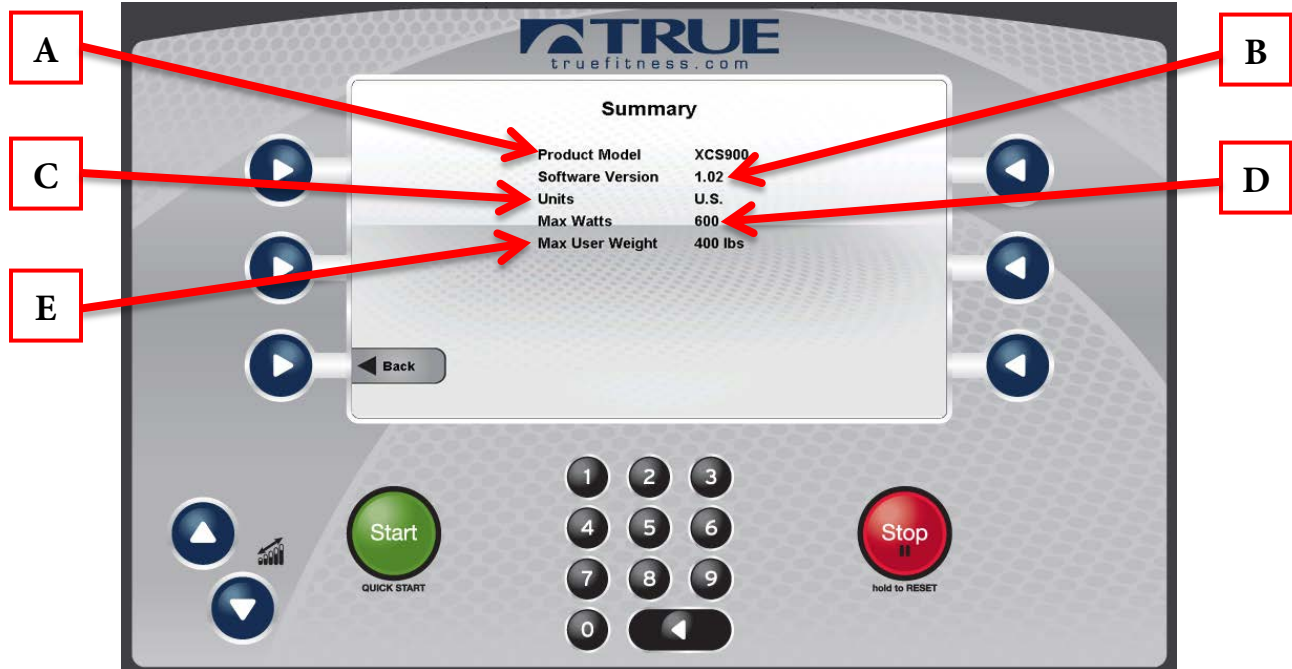 TRUE
truefitness.com
A
B
Summary
Product Model XCS900
Software Version 1.02
C
Units U.S.
D
Max Watts 600
Max User Weight 400 lbs
E
Back
1 2 3
Start
4 5 6
Stop
QUICK START
7 8 9
hold to RESET
0